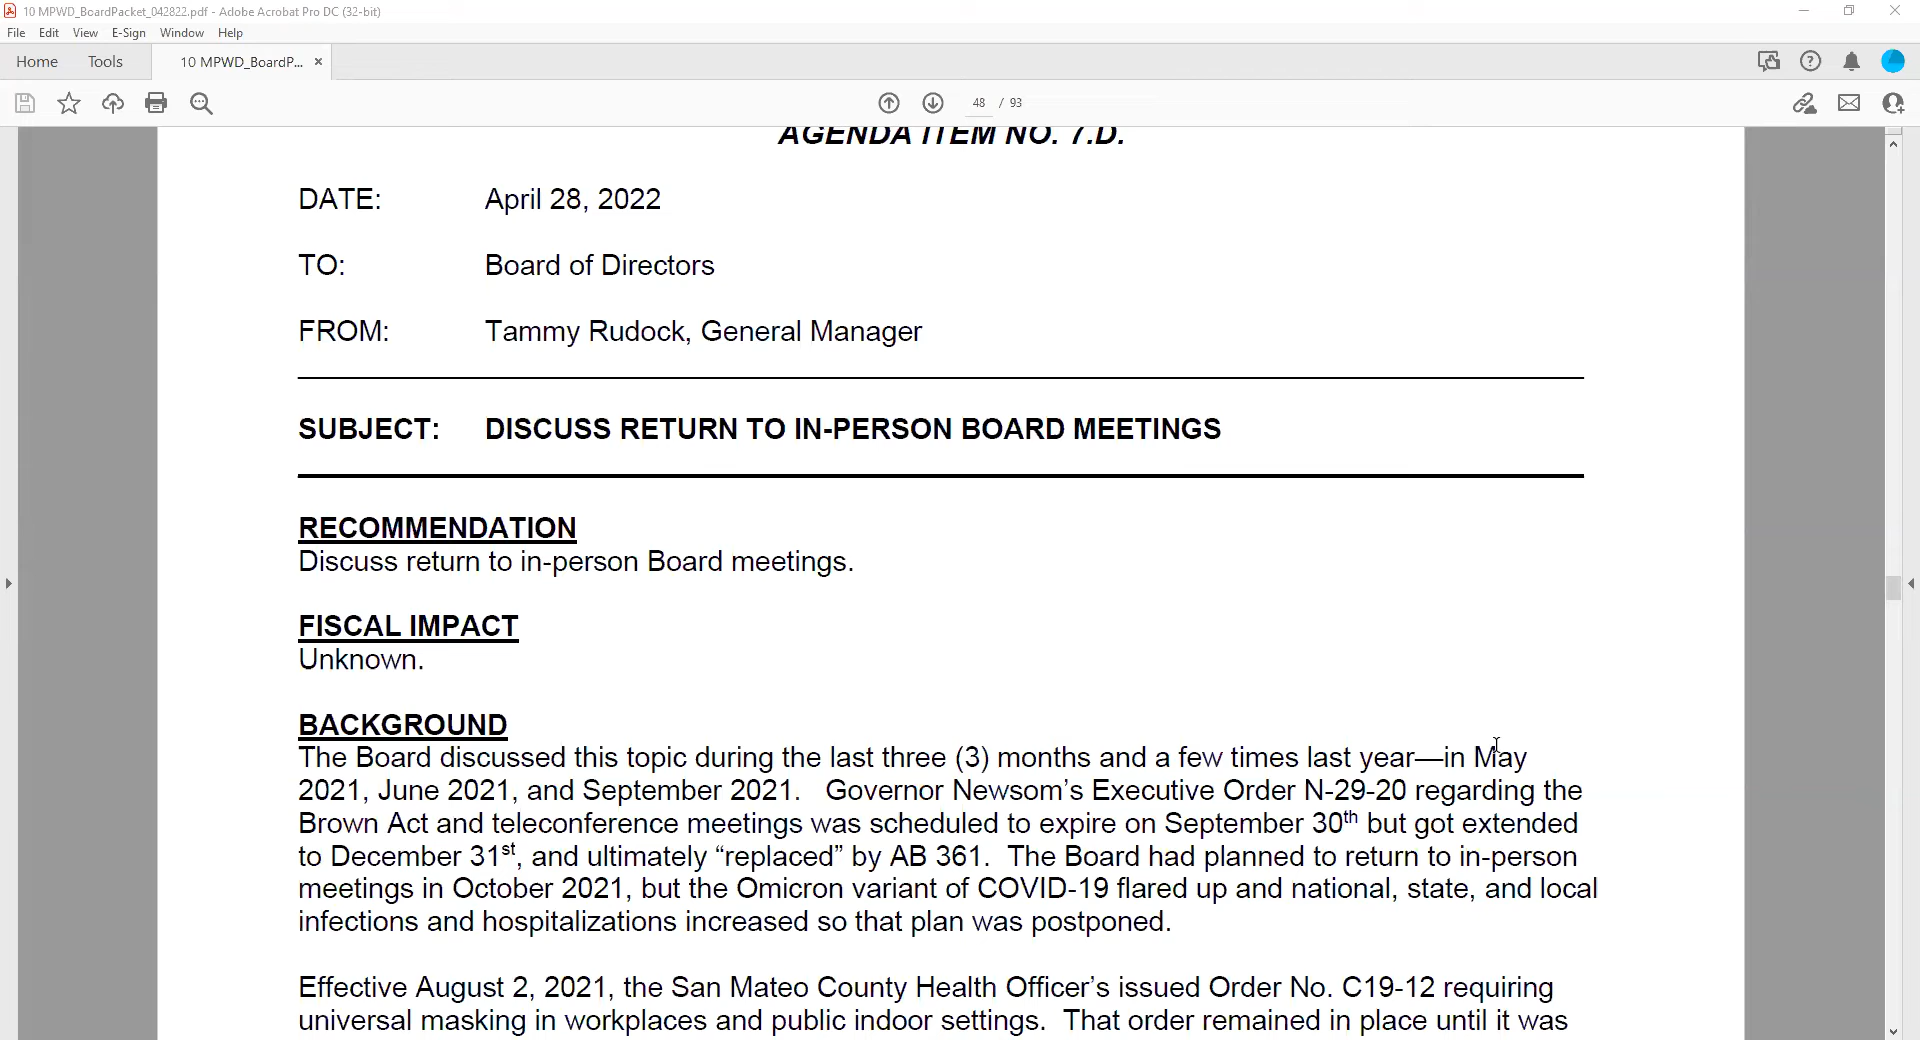 10 MPWD_BoardPacket_042822.pdf - Adobe Acrobat Pro DC (32-bit)
File Edit View E-Sign Window Help
Home Tools 10 MPWD_BoardP... ×
48 / 93
AGENDA ITEM NO. 7.D.
DATE: April 28, 2022
TO: Board of Directors
FROM: Tammy Rudock, General Manager
SUBJECT: DISCUSS RETURN TO IN-PERSON BOARD MEETINGS
RECOMMENDATION
Discuss return to in-person Board meetings.
FISCAL IMPACT
Unknown.
BACKGROUND
The Board discussed this topic during the last three (3) months and a few times last year—in May
2021, June 2021, and September 2021. Governor Newsom’s Executive Order N-29-20 regarding the
Brown Act and teleconference meetings was scheduled to expire on September 30th but got extended
to December 31st, and ultimately “replaced” by AB 361. The Board had planned to return to in-person
meetings in October 2021, but the Omicron variant of COVID-19 flared up and national, state, and local
infections and hospitalizations increased so that plan was postponed.
Effective August 2, 2021, the San Mateo County Health Officer’s issued Order No. C19-12 requiring
universal masking in workplaces and public indoor settings. That order remained in place until it was